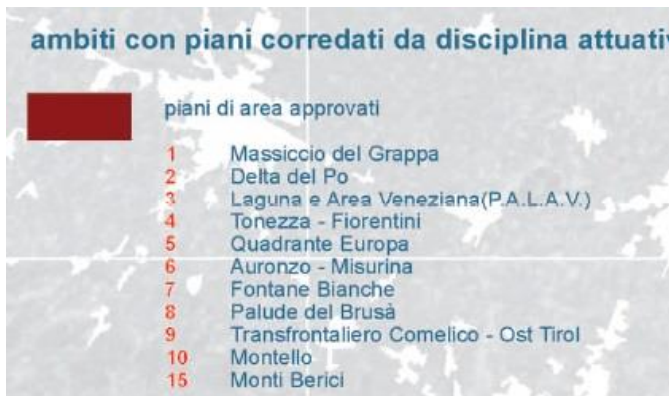 ambiti con piani corredati da disciplina attuativ
piani di area approvati
1 Massiccio del Grappa
2 Delta del Po
3 Laguna e Area Veneziana(P.A.L.A.V.)
4 Tonezza - Fiorentini
5 Quadrante Europa
6 Auronzo - Misurina
7 Fontane Bianche
8 Palude del Brusà
9 Transfrontaliero Comelico - Ost Tirol
10 Montello
15 Monti Berici